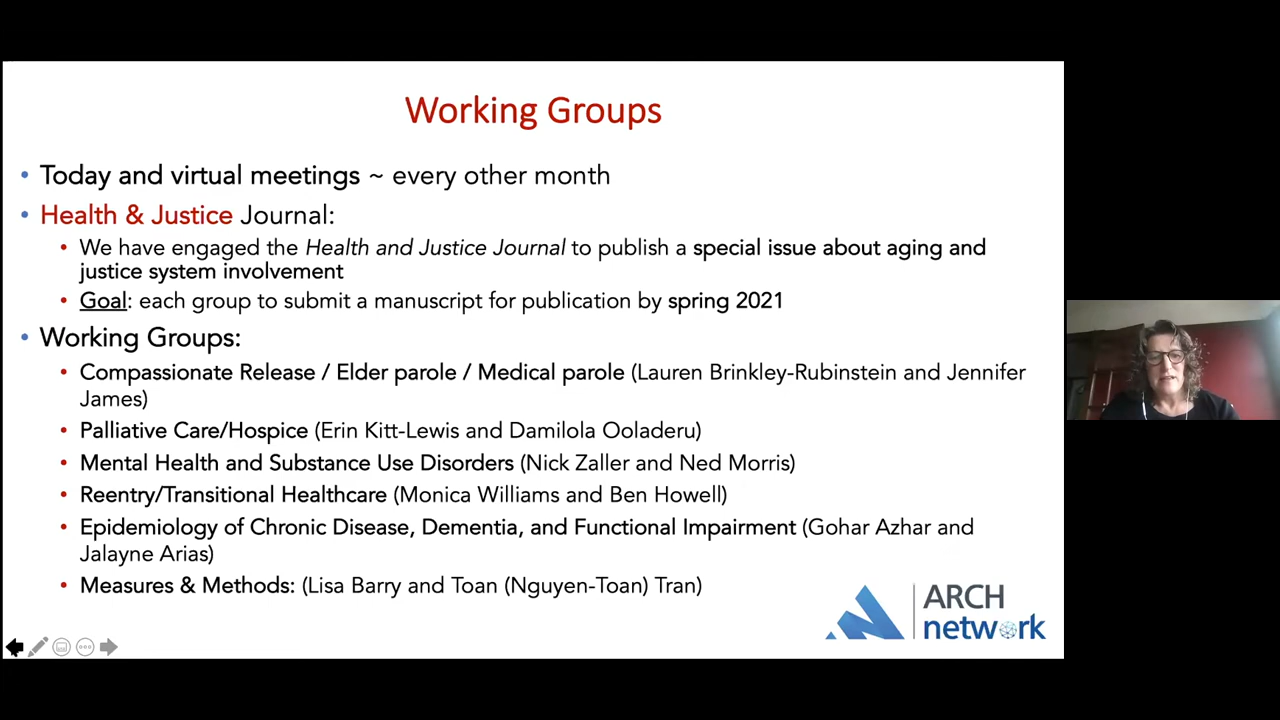 Working Groups
• Today and virtual meetings ~ every other month
• Health & Justice Journal:
• We have engaged the Health and Justice Journal to publish a special issue about aging and
justice system involvement
• Goal: each group to submit a manuscript for publication by spring 2021
• Working Groups:
• Compassionate Release / Elder parole / Medical parole (Lauren Brinkley-Rubinstein and Jennifer
James)
• Palliative Care/Hospice (Erin Kitt-Lewis and Damilola Ooladeru)
• Mental Health and Substance Use Disorders (Nick Zaller and Ned Morris)
• Reentry/Transitional Healthcare (Monica Williams and Ben Howell)
• Epidemiology of Chronic Disease, Dementia, and Functional Impairment (Gohar Azhar and
Jalayne Arias)
• Measures & Methods: (Lisa Barry and Toan (Nguyen-Toan) Tran)
ARCH
network